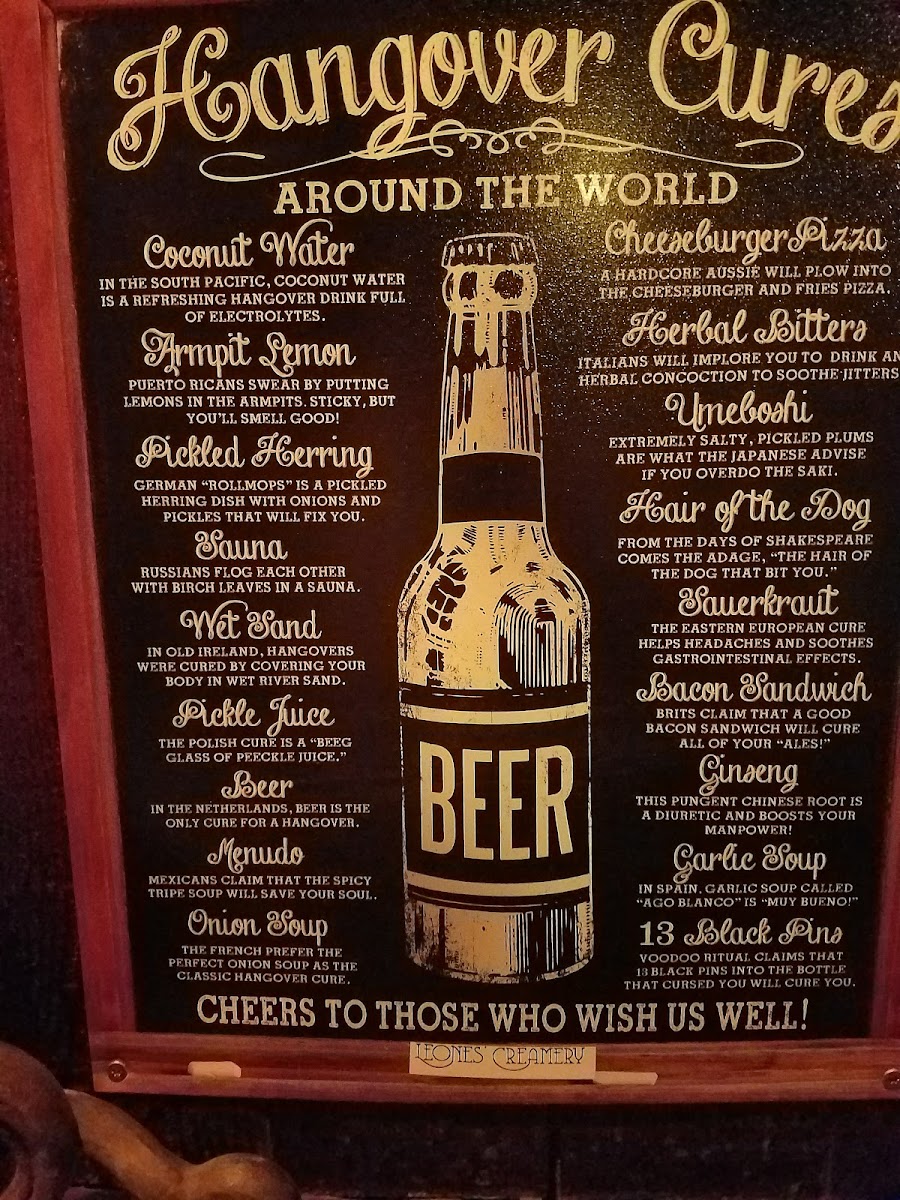 Hangover Cures
AROUND THE WORLD
Coconut Water
IN THE SOUTH PACIFIC, COCONUT WATER
IS A REFRESHING HANGOVER DRINK FULL
OF ELECTROLYTES.
Armpit Lemon
PUERTO RICANS SWEAR BY PUTTING
LEMONS IN THE ARMPITS. STICKY, BUT
YOU'LL SMELL GOOD!
Pickled Herring
GERMAN "ROLLMOPS" IS A PICKLED
HERRING DISH WITH ONIONS AND
PICKLES THAT WILL FIX YOU.
Sauna
RUSSIANS FLOG EACH OTHER
WITH BIRCH LEAVES IN A SAUNA.
Wet Sand
IN OLD IRELAND, HANGOVERS
WERE CURED BY COVERING YOUR
BODY IN WET RIVER SAND.
Pickle Juice
THE POLISH CURE IS A "BEEG
GLASS OF PEECKLE JUICE."
Beer
IN THE NETHERLANDS, BEER IS THE
ONLY CURE FOR A HANGOVER.
Menudo
MEXICANS CLAIM THAT THE SPICY
TRIPE SOUP WILL SAVE YOUR SOUL.
Onion Soup
THE FRENCH PREFER THE
PERFECT ONION SOUP AS THE
CLASSIC HANGOVER CURE.
BEER
Cheeseburger Pizza
A HARDCORE AUSSIE WILL PLOW INTO
THE CHEESEBURGER AND FRIES PIZZA.
Herbal Bitters
ITALIANS WILL IMPLORE YOU TO DRINK AN
HERBAL CONCOCTION TO SOOTHE JITTERS
Umeboshi
EXTREMELY SALTY, PICKLED PLUMS
ARE WHAT THE JAPANESE ADVISE
IF YOU OVERDO THE SAKI.
Hair of the Dog
FROM THE DAYS OF SHAKESPEARE
COMES THE ADAGE, "THE HAIR OF
THE DOG THAT BIT YOU."
Sauerkraut
THE EASTERN EUROPEAN CURE
HELPS HEADACHES AND SOOTHES
GASTROINTESTINAL EFFECTS.
Bacon Sandwich
BRITS CLAIM THAT A GOOD
BACON SANDWICH WILL CURE
ALL OF YOUR "ALES!"
Ginseng
THIS PUNGENT CHINESE ROOT IS
A DIURETIC AND BOOSTS YOUR
MANPOWER!
Garlic Soup
IN SPAIN, GARLIC SOUP CALLED
"AGO BLANCO" IS "MUY BUENO!"
13 Black Pins
VOODOO RITUAL CLAIMS THAT
13 BLACK PINS INTO THE BOTTLE
THAT CURSED YOU WILL CURE YOU.
CHEERS TO THOSE WHO WISH US WELL!
LEONES' CREAMERY